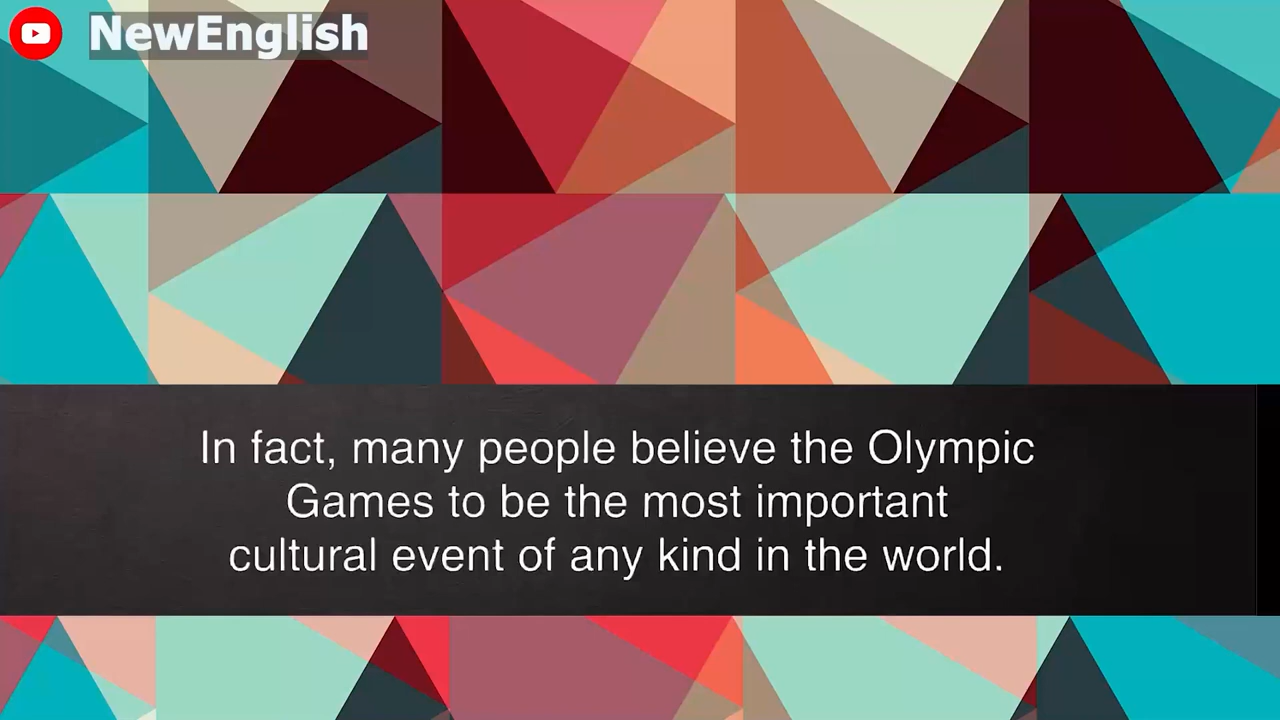 NewEnglish
In fact, many people believe the Olympic
Games to be the most important
cultural event of any kind in the world.